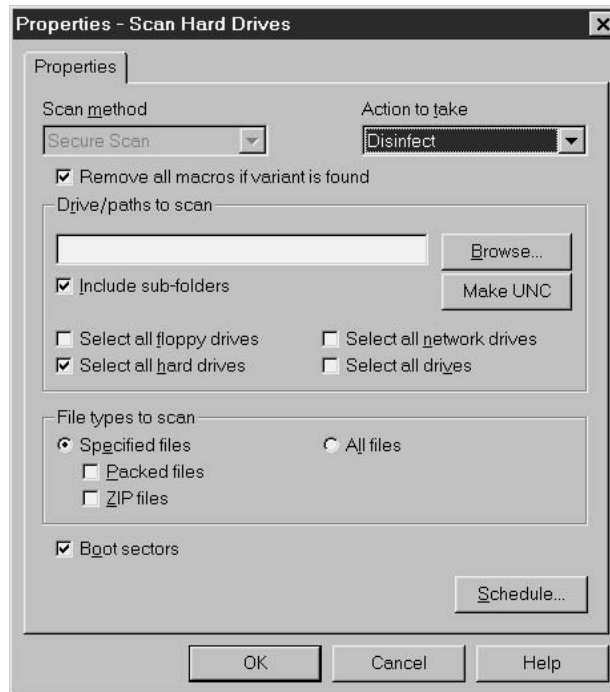 Properties - Scan Hard Drives
Properties
Scan method
Action to take
Secure Scan
Disinfect
Remove all macros if variant is found
Drive/paths to scan
Browse...
Include sub-folders
Make UNC
Select all floppy drives
Select all network drives
Select all hard drives
Select all drives
File types to scan
Specified files
All files
Packed files
ZIP files
Boot sectors
Schedule...
OK
Cancel
Help